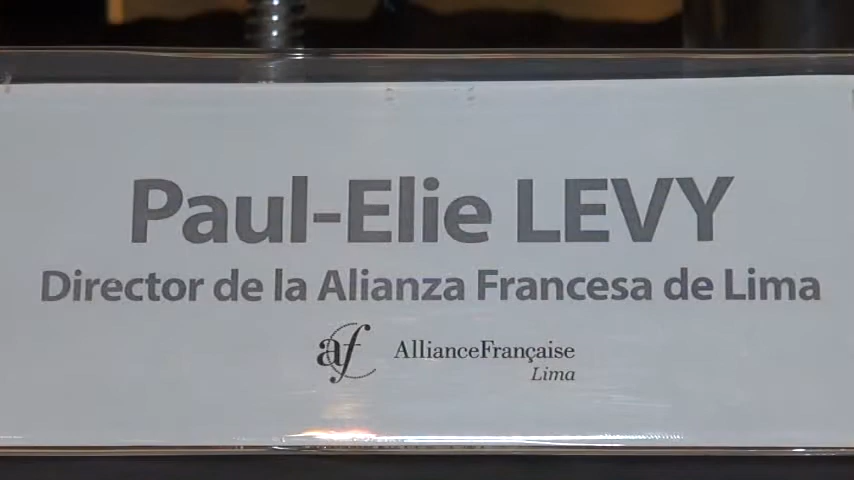 Paul-Elie LEVY
Director de la Alianza Francesa de Lima
af AllianceFrançaise
Lima